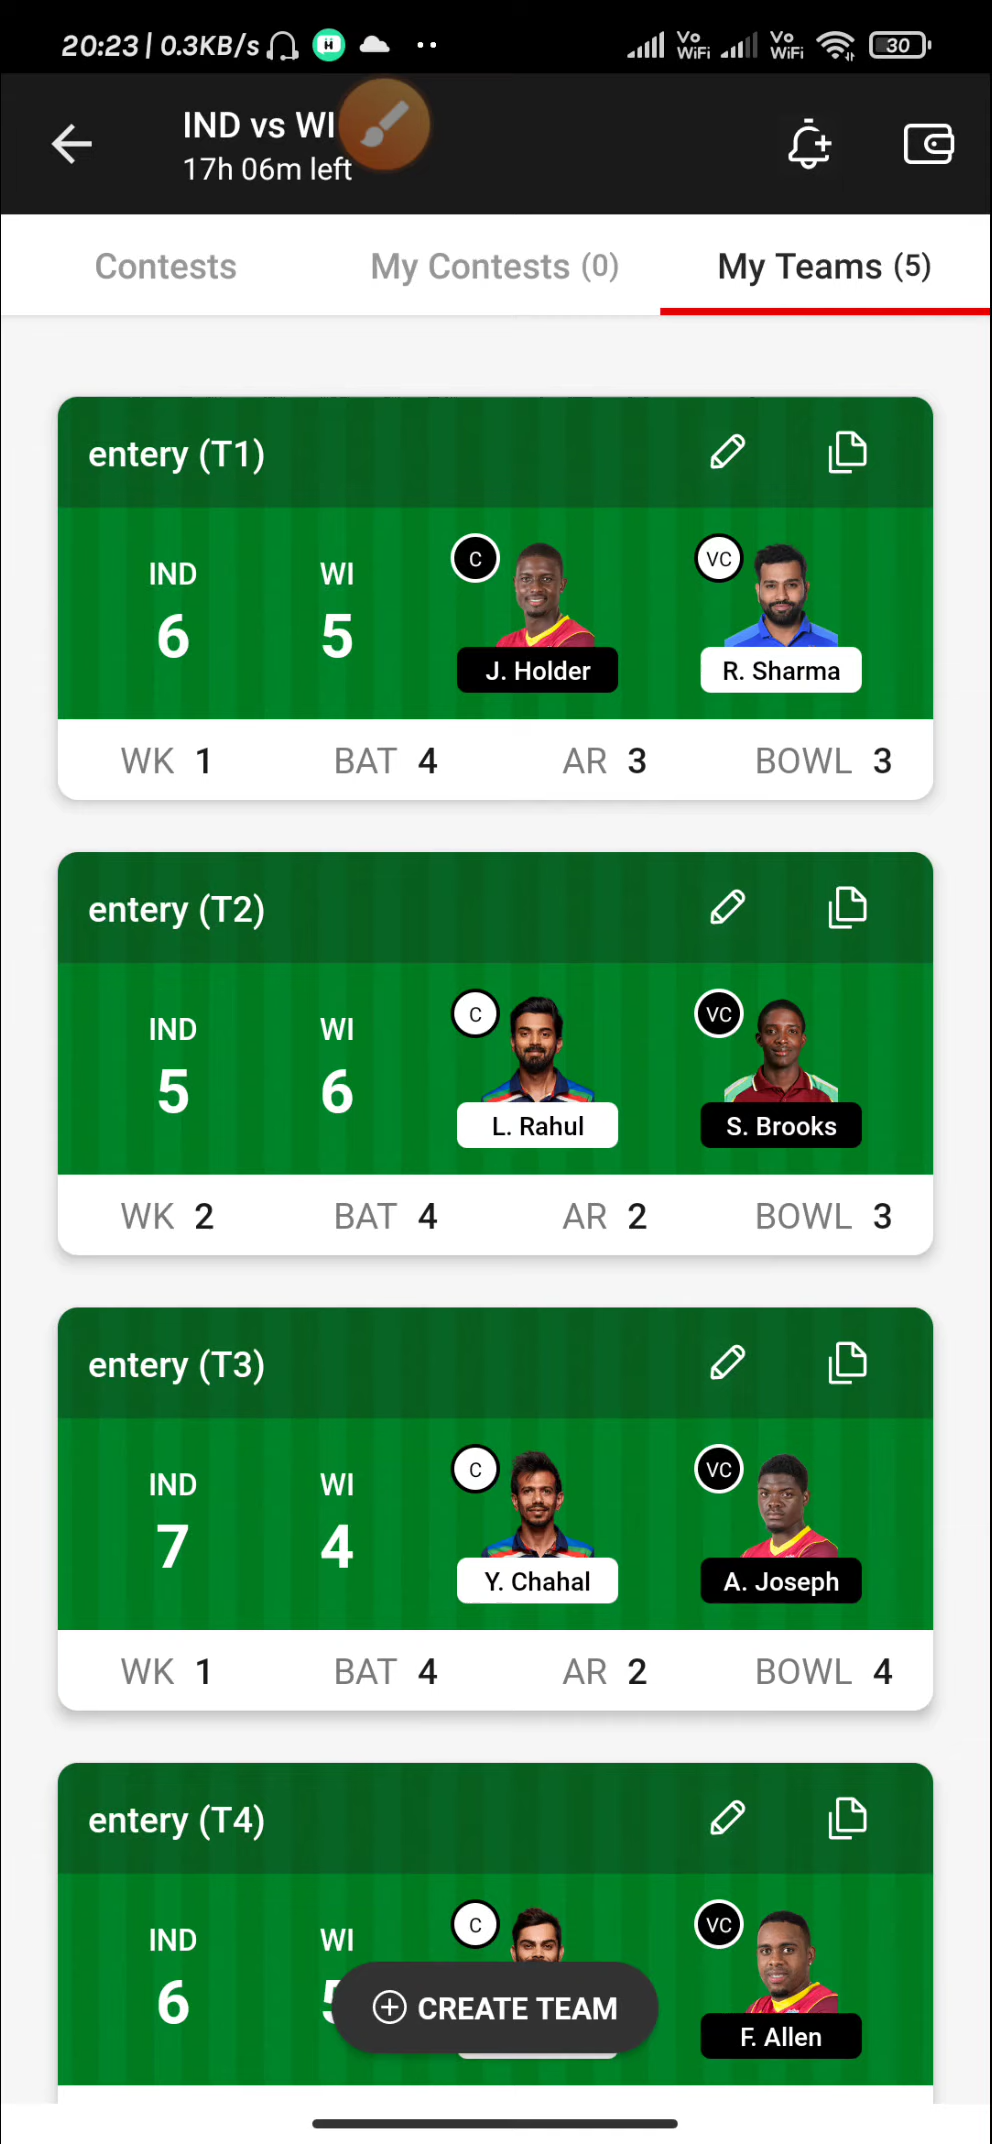 20:23 | 0.3KB/s
Vo WiFi
Vo WiFi
30
IND vs WI
17h 06m left
Contests
My Contests (0)
My Teams (5)
entery (T1)
IND WI
6 5
C
VC
J. Holder
R. Sharma
WK 1 BAT 4 AR 3 BOWL 3
entery (T2)
IND WI
5 6
C
VC
L. Rahul
S. Brooks
WK 2 BAT 4 AR 2 BOWL 3
entery (T3)
IND WI
7 4
C
VC
Y. Chahal
A. Joseph
WK 1 BAT 4 AR 2 BOWL 4
entery (T4)
IND WI
6 5
C
VC
CREATE TEAM
F. Allen